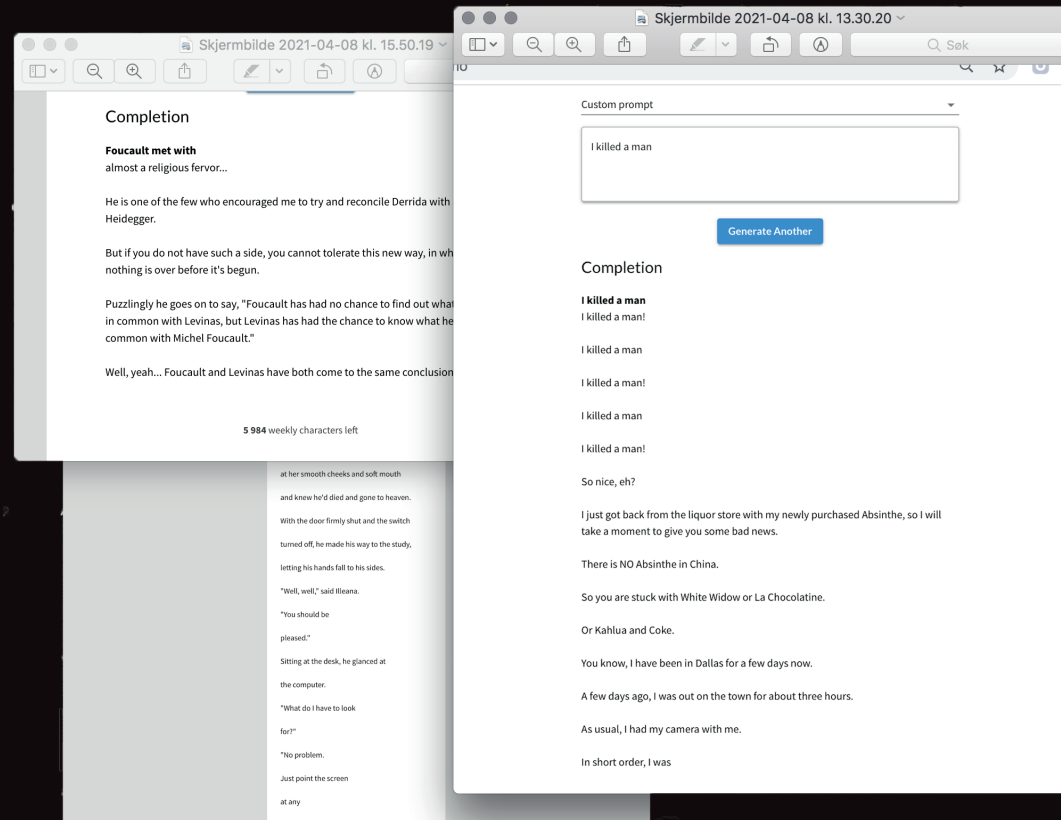 Skjermbilde 2021-04-08 kl. 15.50.19
Completion
Foucault met with
almost a religious fervor...
He is one of the few who encouraged me to try and reconcile Derrida with
Heidegger.
But if you do not have such a side, you cannot tolerate this new way, in wh
nothing is over before it's begun.
Puzzlingly he goes on to say, "Foucault has had no chance to find out what
in common with Levinas, but Levinas has had the chance to know what he
common with Michel Foucault."
Well, yeah... Foucault and Levinas have both come to the same conclusion
5 984 weekly characters left
at her smooth cheeks and soft mouth
and knew he'd died and gone to heaven.
With the door firmly shut and the switch
turned off, he made his way to the study,
letting his hands fall to his sides.
"Well, well," said Illeana.
"You should be
pleased."
Sitting at the desk, he glanced at
the computer.
"What do I have to look
for?"
"No problem.
Just point the screen
at any
Skjermbilde 2021-04-08 kl. 13.30.20
Søk
Custom prompt
I killed a man
Generate Another
Completion
I killed a man
I killed a man!
I killed a man
I killed a man!
I killed a man
I killed a man!
So nice, eh?
I just got back from the liquor store with my newly purchased Absinthe, so I will
take a moment to give you some bad news.
There is NO Absinthe in China.
So you are stuck with White Widow or La Chocolatine.
Or Kahlua and Coke.
You know, I have been in Dallas for a few days now.
A few days ago, I was out on the town for about three hours.
As usual, I had my camera with me.
In short order, I was